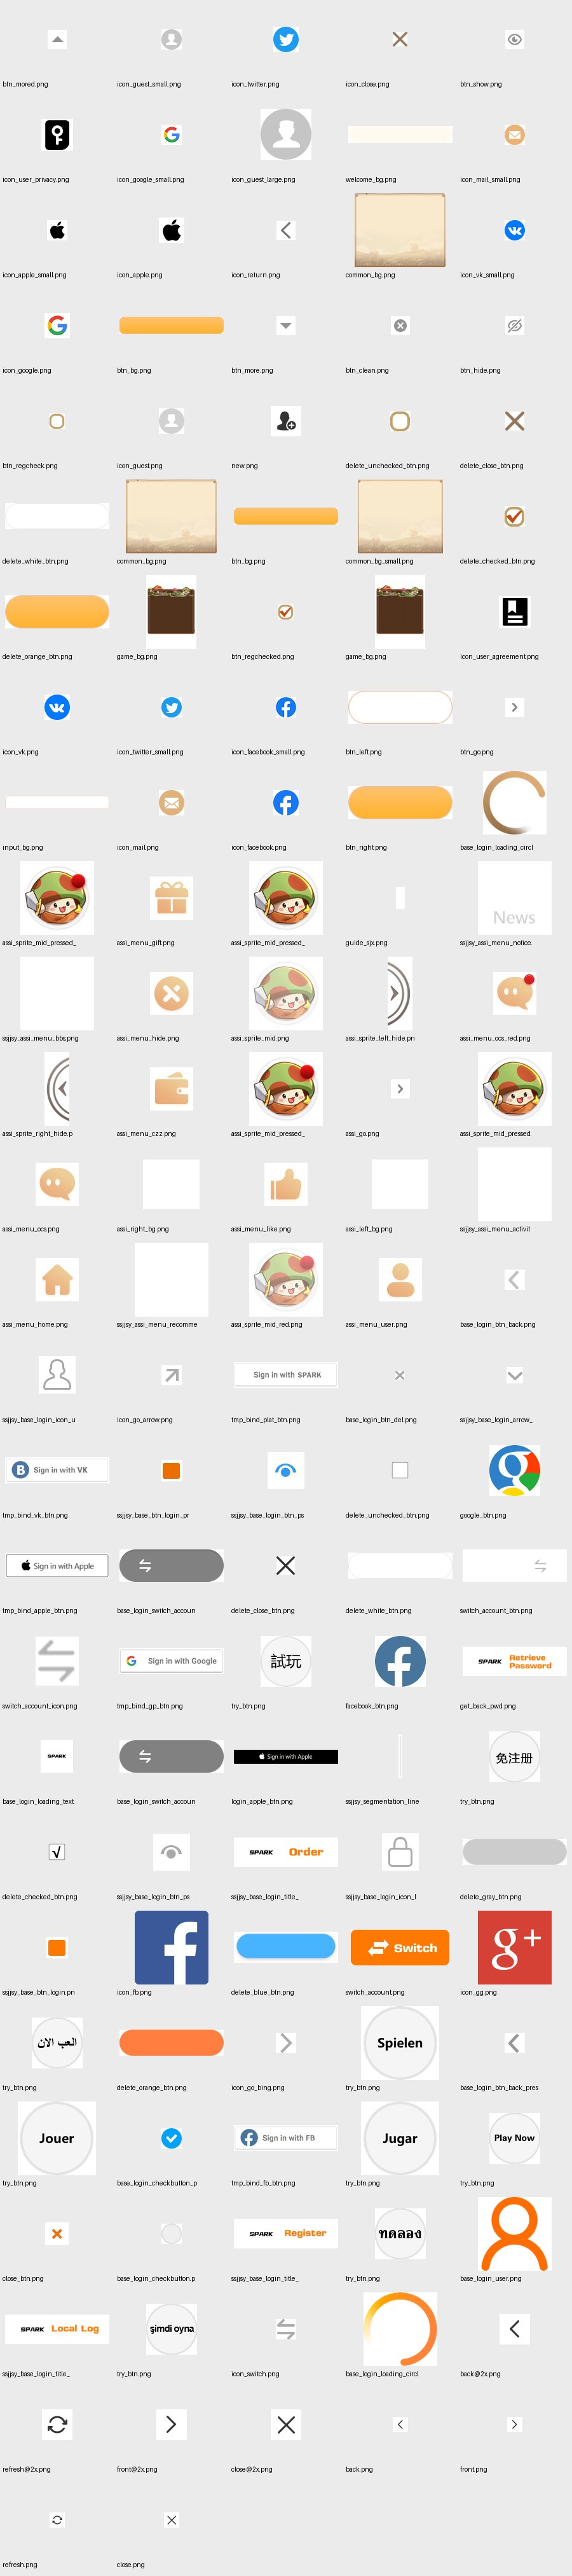 btn_mored.png icon_guest_small.png icon_twitter.png icon_close.png btn_show.png
icon_user_privacy.png icon_google_small.png icon_guest_large.png welcome_bg.png icon_mail_small.png
icon_apple_small.png icon_apple.png icon_return.png common_bg.png icon_vk_small.png
icon_google.png btn_bg.png btn_more.png btn_clean.png btn_hide.png
btn_regcheck.png icon_guest.png new.png delete_unchecked_btn.png delete_close_btn.png
delete_white_btn.png common_bg.png btn_bg.png common_bg_small.png delete_checked_btn.png
delete_orange_btn.png game_bg.png btn_regchecked.png game_bg.png icon_user_agreement.png
icon_vk.png icon_twitter_small.png icon_facebook_small.png btn_left.png btn_go.png
input_bg.png icon_mail.png icon_facebook.png btn_right.png base_login_loading_circl
News
assi_sprite_mid_pressed_ assi_menu_gift.png assi_sprite_mid_pressed_ guide_sjx.png ssjjsy_assi_menu_notice.
ssjjsy_assi_menu_bbs.png assi_menu_hide.png assi_sprite_mid.png assi_sprite_left_hide.pn assi_menu_ocs_red.png
assi_sprite_right_hide.p assi_menu_czz.png assi_sprite_mid_pressed_ assi_go.png assi_sprite_mid_pressed.
assi_menu_ocs.png assi_right_bg.png assi_menu_like.png assi_left_bg.png ssjjsy_assi_menu_activit
assi_menu_home.png ssjjsy_assi_menu_recomme assi_sprite_mid_red.png assi_menu_user.png base_login_btn_back.png
Sign in with SPARK
ssjjsy_base_login_icon_u icon_go_arrow.png tmp_bind_plat_btn.png base_login_btn_del.png ssjjsy_base_login_arrow_
B Sign in with VK
tmp_bind_vk_btn.png ssjjsy_base_btn_login_pr ssjjsy_base_login_btn_ps delete_unchecked_btn.png google_btn.png
Sign in with Apple
tmp_bind_apple_btn.png base_login_switch_accoun delete_close_btn.png delete_white_btn.png switch_account_btn.png
Sign in with Google 試玩 SPARK Retrieve
Password
switch_account_icon.png tmp_bind_gp_btn.png try_btn.png facebook_btn.png get_back_pwd.png
SPARK Sign in with Apple 免注册
base_login_loading_text. base_login_switch_accoun login_apple_btn.png ssjjsy_segmentation_line try_btn.png
√ SPARK Order
delete_checked_btn.png ssjjsy_base_login_btn_ps ssjjsy_base_login_title_ ssjjsy_base_login_icon_l delete_gray_btn.png
Switch g+
ssjjsy_base_btn_login.pn icon_fb.png delete_blue_btn.png switch_account.png icon_gg.png
العب الآن Spielen
try_btn.png delete_orange_btn.png icon_go_bing.png try_btn.png base_login_btn_back_pres
Jouer Sign in with FB Jugar Play Now
try_btn.png base_login_checkbutton_p tmp_bind_fb_btn.png try_btn.png try_btn.png
SPARK Register ทดลอง
close_btn.png base_login_checkbutton.p ssjjsy_base_login_title_ try_btn.png base_login_user.png
SPARK Local Log şimdi oyna
ssjjsy_base_login_title_ try_btn.png icon_switch.png base_login_loading_circl back@2x.png
refresh@2x.png front@2x.png close@2x.png back.png front.png
refresh.png close.png